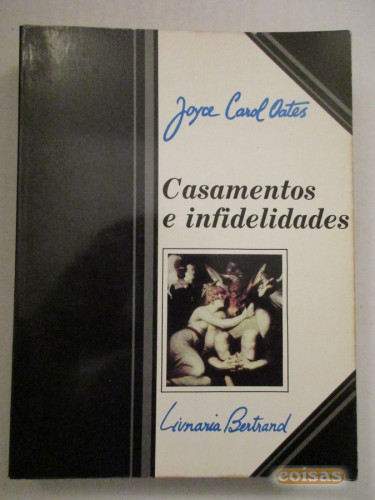 Joyce Carol Oates
Casamentos
e infidelidades
Livraria Bertrand
coisas